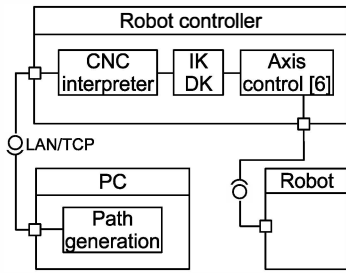 Robot controller
CNC
interpreter
IK
DK
Axis
control [6]
LAN/TCP
PC
Path
generation
Robot